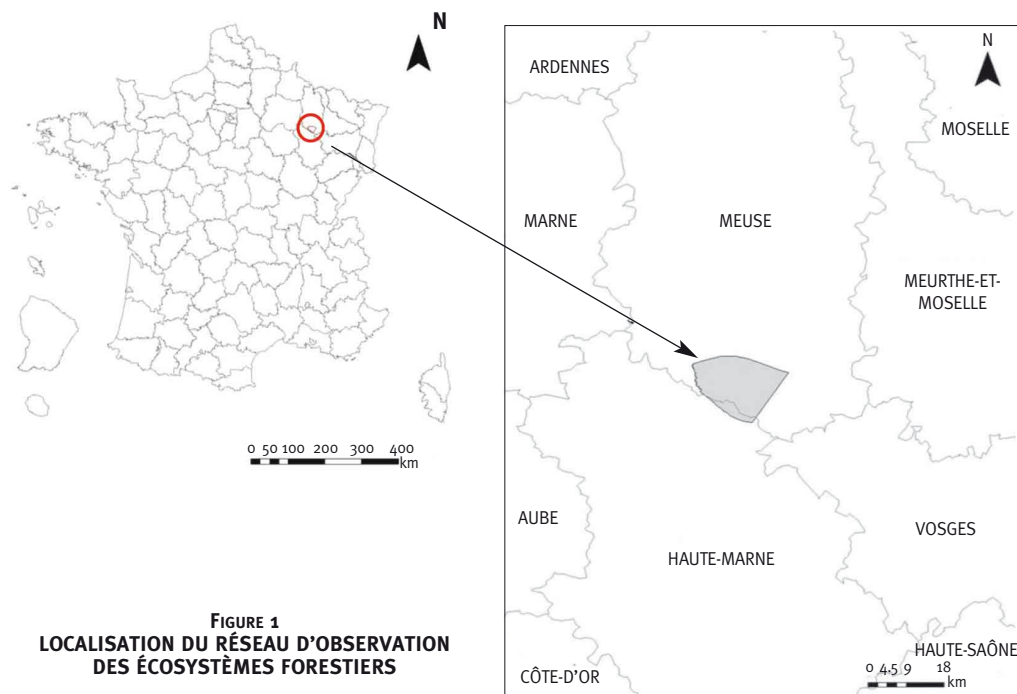 N
0 50 100 200 300 400
km
FIGURE 1
LOCALISATION DU RÉSEAU D'OBSERVATION
DES ÉCOSYSTÈMES FORESTIERS
N
ARDENNES
MOSELLE
MARNE
MEUSE
MEURTHE-ET-
MOSELLE
AUBE
VOSGES
HAUTE-MARNE
HAUTE-SAÔNE
CÔTE-D'OR
0 4,5 9 18
km